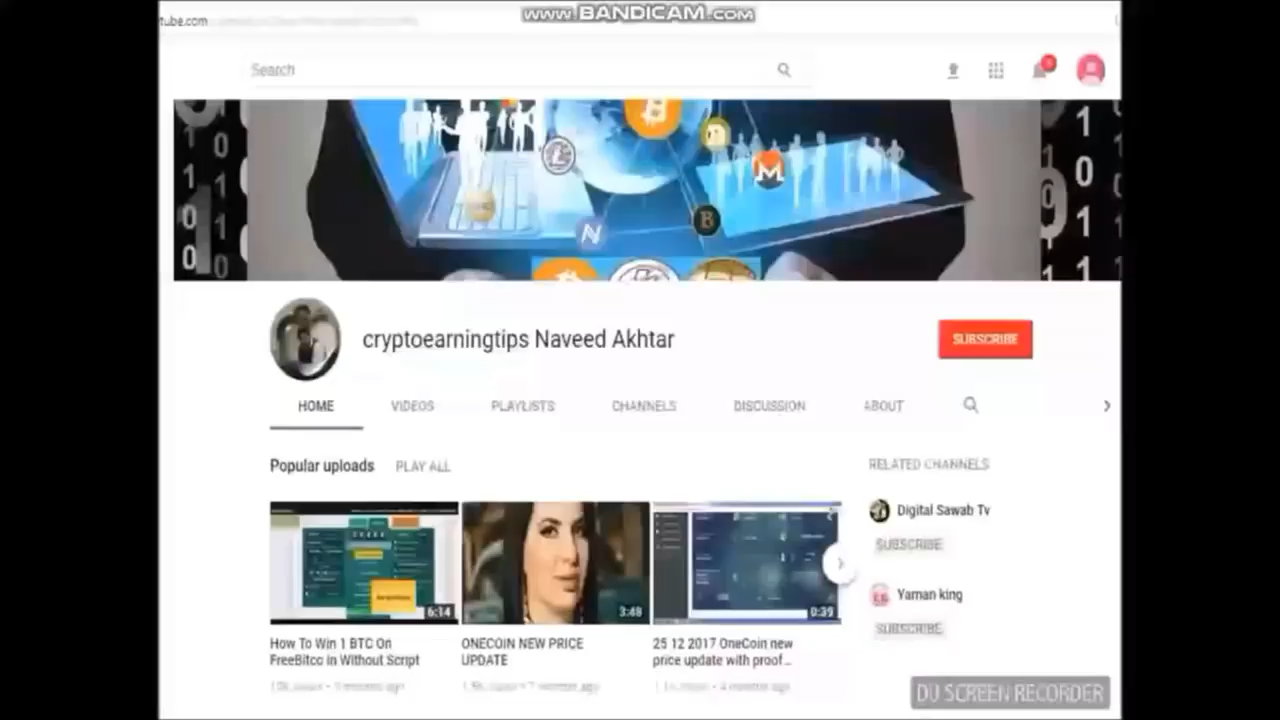 www.BANDICAM.com
tube.com
Search
cryptoearningtips Naveed Akhtar
SUBSCRIBE
HOME VIDEOS PLAYLISTS CHANNELS DISCUSSION ABOUT
Popular uploads PLAY ALL
6:14
3:48
0:39
How To Win 1 BTC On
FreeBitco in Without Script
ONECOIN NEW PRICE
UPDATE
25 12 2017 OneCoin new
price update with proof...
RELATED CHANNELS
Digital Sawab Tv
SUBSCRIBE
Yaman king
SUBSCRIBE
DU SCREEN RECORDER